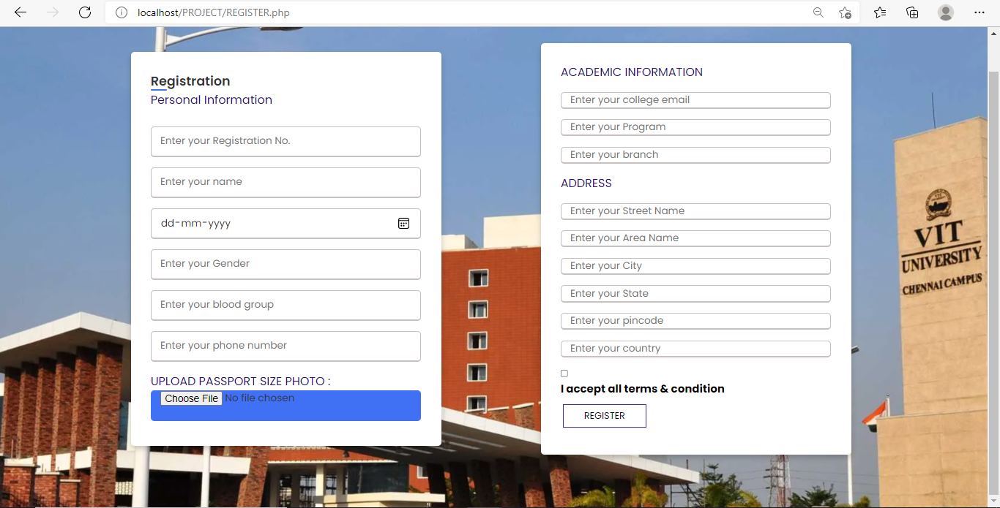 localhost/PROJECT/REGISTER.php
Registration
Personal Information
Enter your Registration No.
Enter your name
dd-mm-yyyy
Enter your Gender
Enter your blood group
Enter your phone number
UPLOAD PASSPORT SIZE PHOTO :
Choose File No file chosen
ACADEMIC INFORMATION
Enter your college email
Enter your Program
Enter your branch
ADDRESS
Enter your Street Name
Enter your Area Name
Enter your City
Enter your State
Enter your pincode
Enter your country
I accept all terms & condition
REGISTER
VIT
UNIVERSITY
CHENNAI CAMPUS